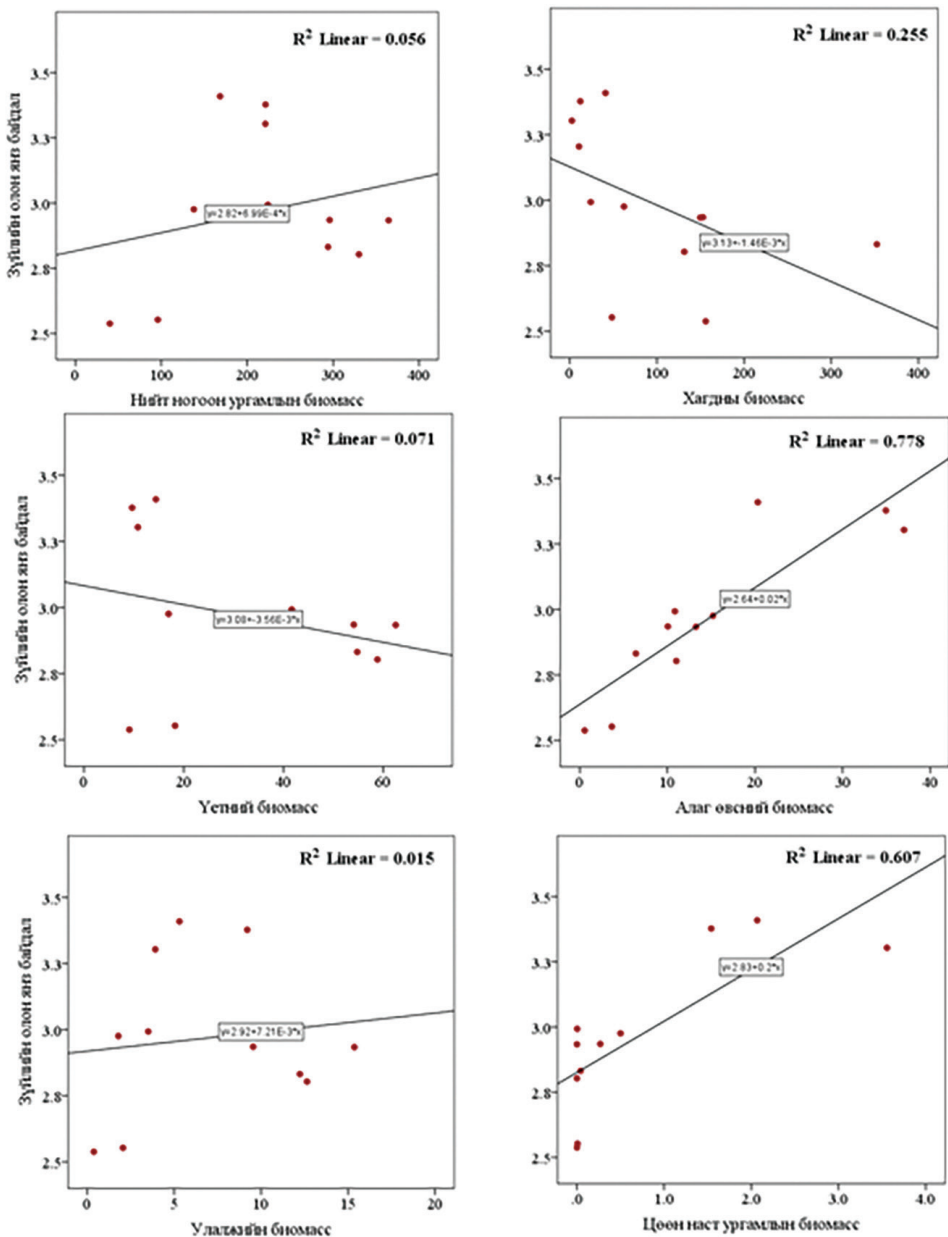 R² Linear = 0.056
Зүйлийн олон янз байдал
3.5
3.3
3.0
2.8
2.5
y=2.82+6.99E-4*x
0 100 200 300 400
Нийт ногоон ургамлын биомасс
R² Linear = 0.255
3.5
3.3
3.0
2.8
2.5
y=3.13+-1.46E-3*x
0 100 200 300 400
Хагдны биомасс
R² Linear = 0.071
Зүйлийн олон янз байдал
3.5
3.3
3.0
2.8
2.5
y=3.08+-3.56E-3*x
0 20 40 60
Үетний биомасс
R² Linear = 0.778
3.5
3.3
3.0
2.8
2.5
y=2.64+0.02*x
0 10 20 30 40
Алаг өвсний биомасс
R² Linear = 0.015
Зүйлийн олон янз байдал
3.5
3.3
3.0
2.8
2.5
y=2.92+7.21E-3*x
0 5 10 15 20
Улалжийн биомасс
R² Linear = 0.607
3.5
3.3
3.0
2.8
2.5
y=2.83+0.2*x
.0 1.0 2.0 3.0 4.0
Цөөн наст ургамлын биомасс